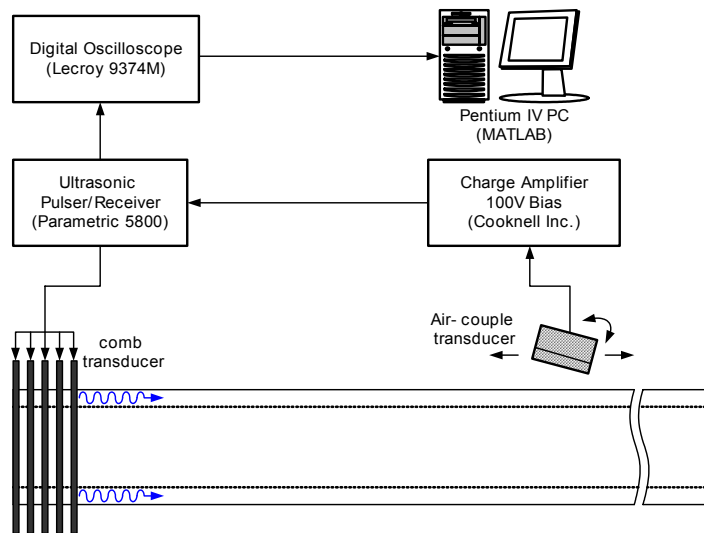 Digital Oscilloscope
(Lecroy 9374M)
Pentium IV PC
(MATLAB)
Ultrasonic
Pulser/Receiver
(Parametric 5800)
Charge Amplifier
100V Bias
(Cooknell Inc.)
comb
transducer
Air- couple
transducer